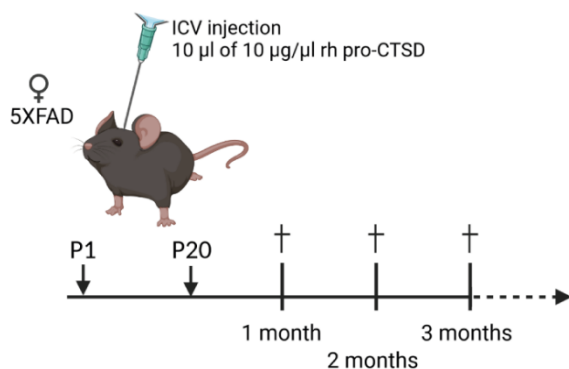 ICV injection
10 µl of 10 µg/µl rh pro-CTSD
♀
5XFAD
P1
P20
† † †
1 month
2 months
3 months